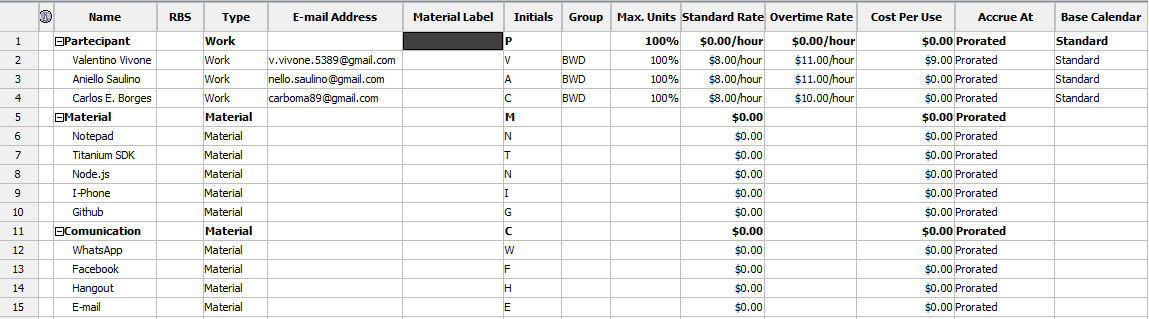 Name RBS Type E-mail Address Material Label Initials Group Max. Units Standard Rate Overtime Rate Cost Per Use Accrue At Base Calendar
1 Partecipant Work P 100% $0.00/hour $0.00/hour $0.00 Prorated Standard
2 Valentino Vivone Work v.vivone.5389@gmail.com V BWD 100% $8.00/hour $11.00/hour $9.00 Prorated Standard
3 Aniello Saulino Work nello.saulino@gmail.com A BWD 100% $8.00/hour $11.00/hour $0.00 Prorated Standard
4 Carlos E. Borges Work carboma89@gmail.com C BWD 100% $8.00/hour $10.00/hour $0.00 Prorated Standard
5 Material Material M $0.00 $0.00 Prorated
6 Notepad Material N $0.00 $0.00 Prorated
7 Titanium SDK Material T $0.00 $0.00 Prorated
8 Node.js Material N $0.00 $0.00 Prorated
9 I-Phone Material I $0.00 $0.00 Prorated
10 Github Material G $0.00 $0.00 Prorated
11 Comunication Material C $0.00 $0.00 Prorated
12 WhatsApp Material W $0.00 $0.00 Prorated
13 Facebook Material F $0.00 $0.00 Prorated
14 Hangout Material H $0.00 $0.00 Prorated
15 E-mail Material E $0.00 $0.00 Prorated